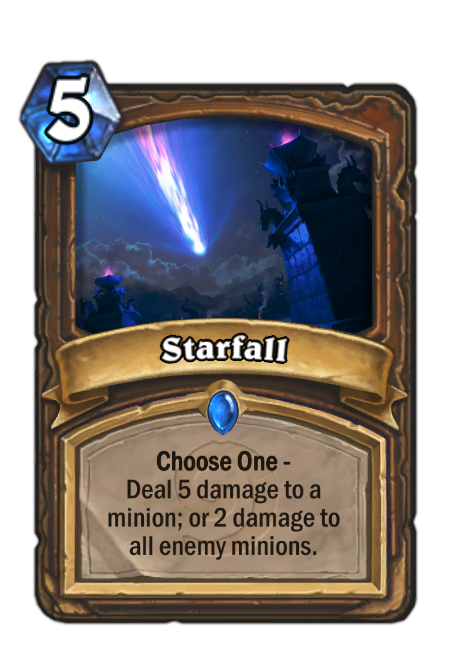 5
Starfall
Choose One -
Deal 5 damage to a
minion; or 2 damage to
all enemy minions.